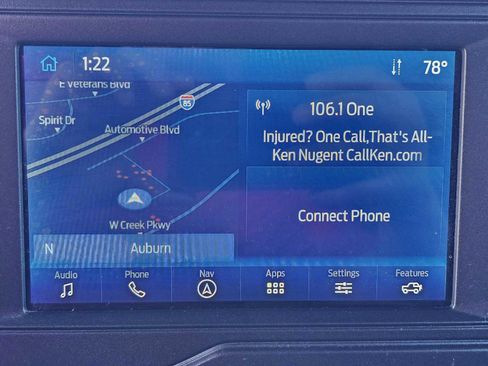 1:22
78°
E Veterans Blvd
85
Spirit Dr
Automotive Blvd
W Creek Pkwy
N Auburn
106.1 One
Injured? One Call,That's All-
Ken Nugent CallKen.com
Connect Phone
Audio Phone Nav Apps Settings Features